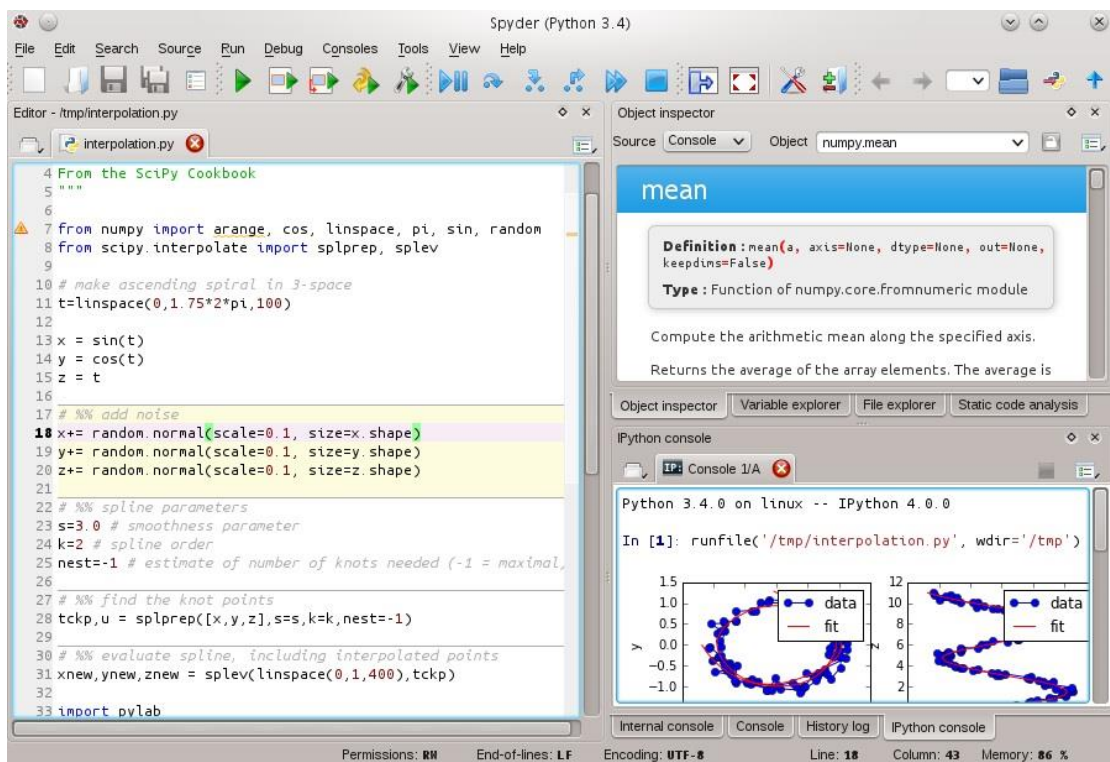 Spyder (Python 3.4)
File Edit Search Source Run Debug Consoles Tools View Help
Editor - /tmp/interpolation.py
interpolation.py
4 From the SciPy Cookbook
5 """
6
7 from numpy import arange, cos, linspace, pi, sin, random
8 from scipy.interpolate import splprep, splev
9
10 # make ascending spiral in 3-space
11 t=linspace(0,1.75*2*pi,100)
12
13 x = sin(t)
14 y = cos(t)
15 z = t
16
17 # %% add noise
18 x+= random.normal(scale=0.1, size=x.shape)
19 y+= random.normal(scale=0.1, size=y.shape)
20 z+= random.normal(scale=0.1, size=z.shape)
21
22 # %% spline parameters
23 s=3.0 # smoothness parameter
24 k=2 # spline order
25 nest=-1 # estimate of number of knots needed (-1 = maximal,
26
27 # %% find the knot points
28 tckp,u = splprep([x,y,z],s=s,k=k,nest=-1)
29
30 # %% evaluate spline, including interpolated points
31 xnew,ynew,znew = splev(linspace(0,1,400),tckp)
32
33 import pylab
Object inspector
Source Console Object numpy.mean
mean
Definition : mean(a, axis=None, dtype=None, out=None,
keepdims=False)
Type : Function of numpy.core.fromnumeric module
Compute the arithmetic mean along the specified axis.
Returns the average of the array elements. The average is
Object inspector Variable explorer File explorer Static code analysis
IPython console
IP: Console 1/A
Python 3.4.0 on linux -- IPython 4.0.0
In [1]: runfile('/tmp/interpolation.py', wdir='/tmp')
1.5
1.0
0.5
0.0
−0.5
−1.0
y
data
fit
12
10
8
6
4
2
z
data
fit
Internal console Console History log IPython console
Permissions: RW End-of-lines: LF Encoding: UTF-8 Line: 18 Column: 43 Memory: 86 %